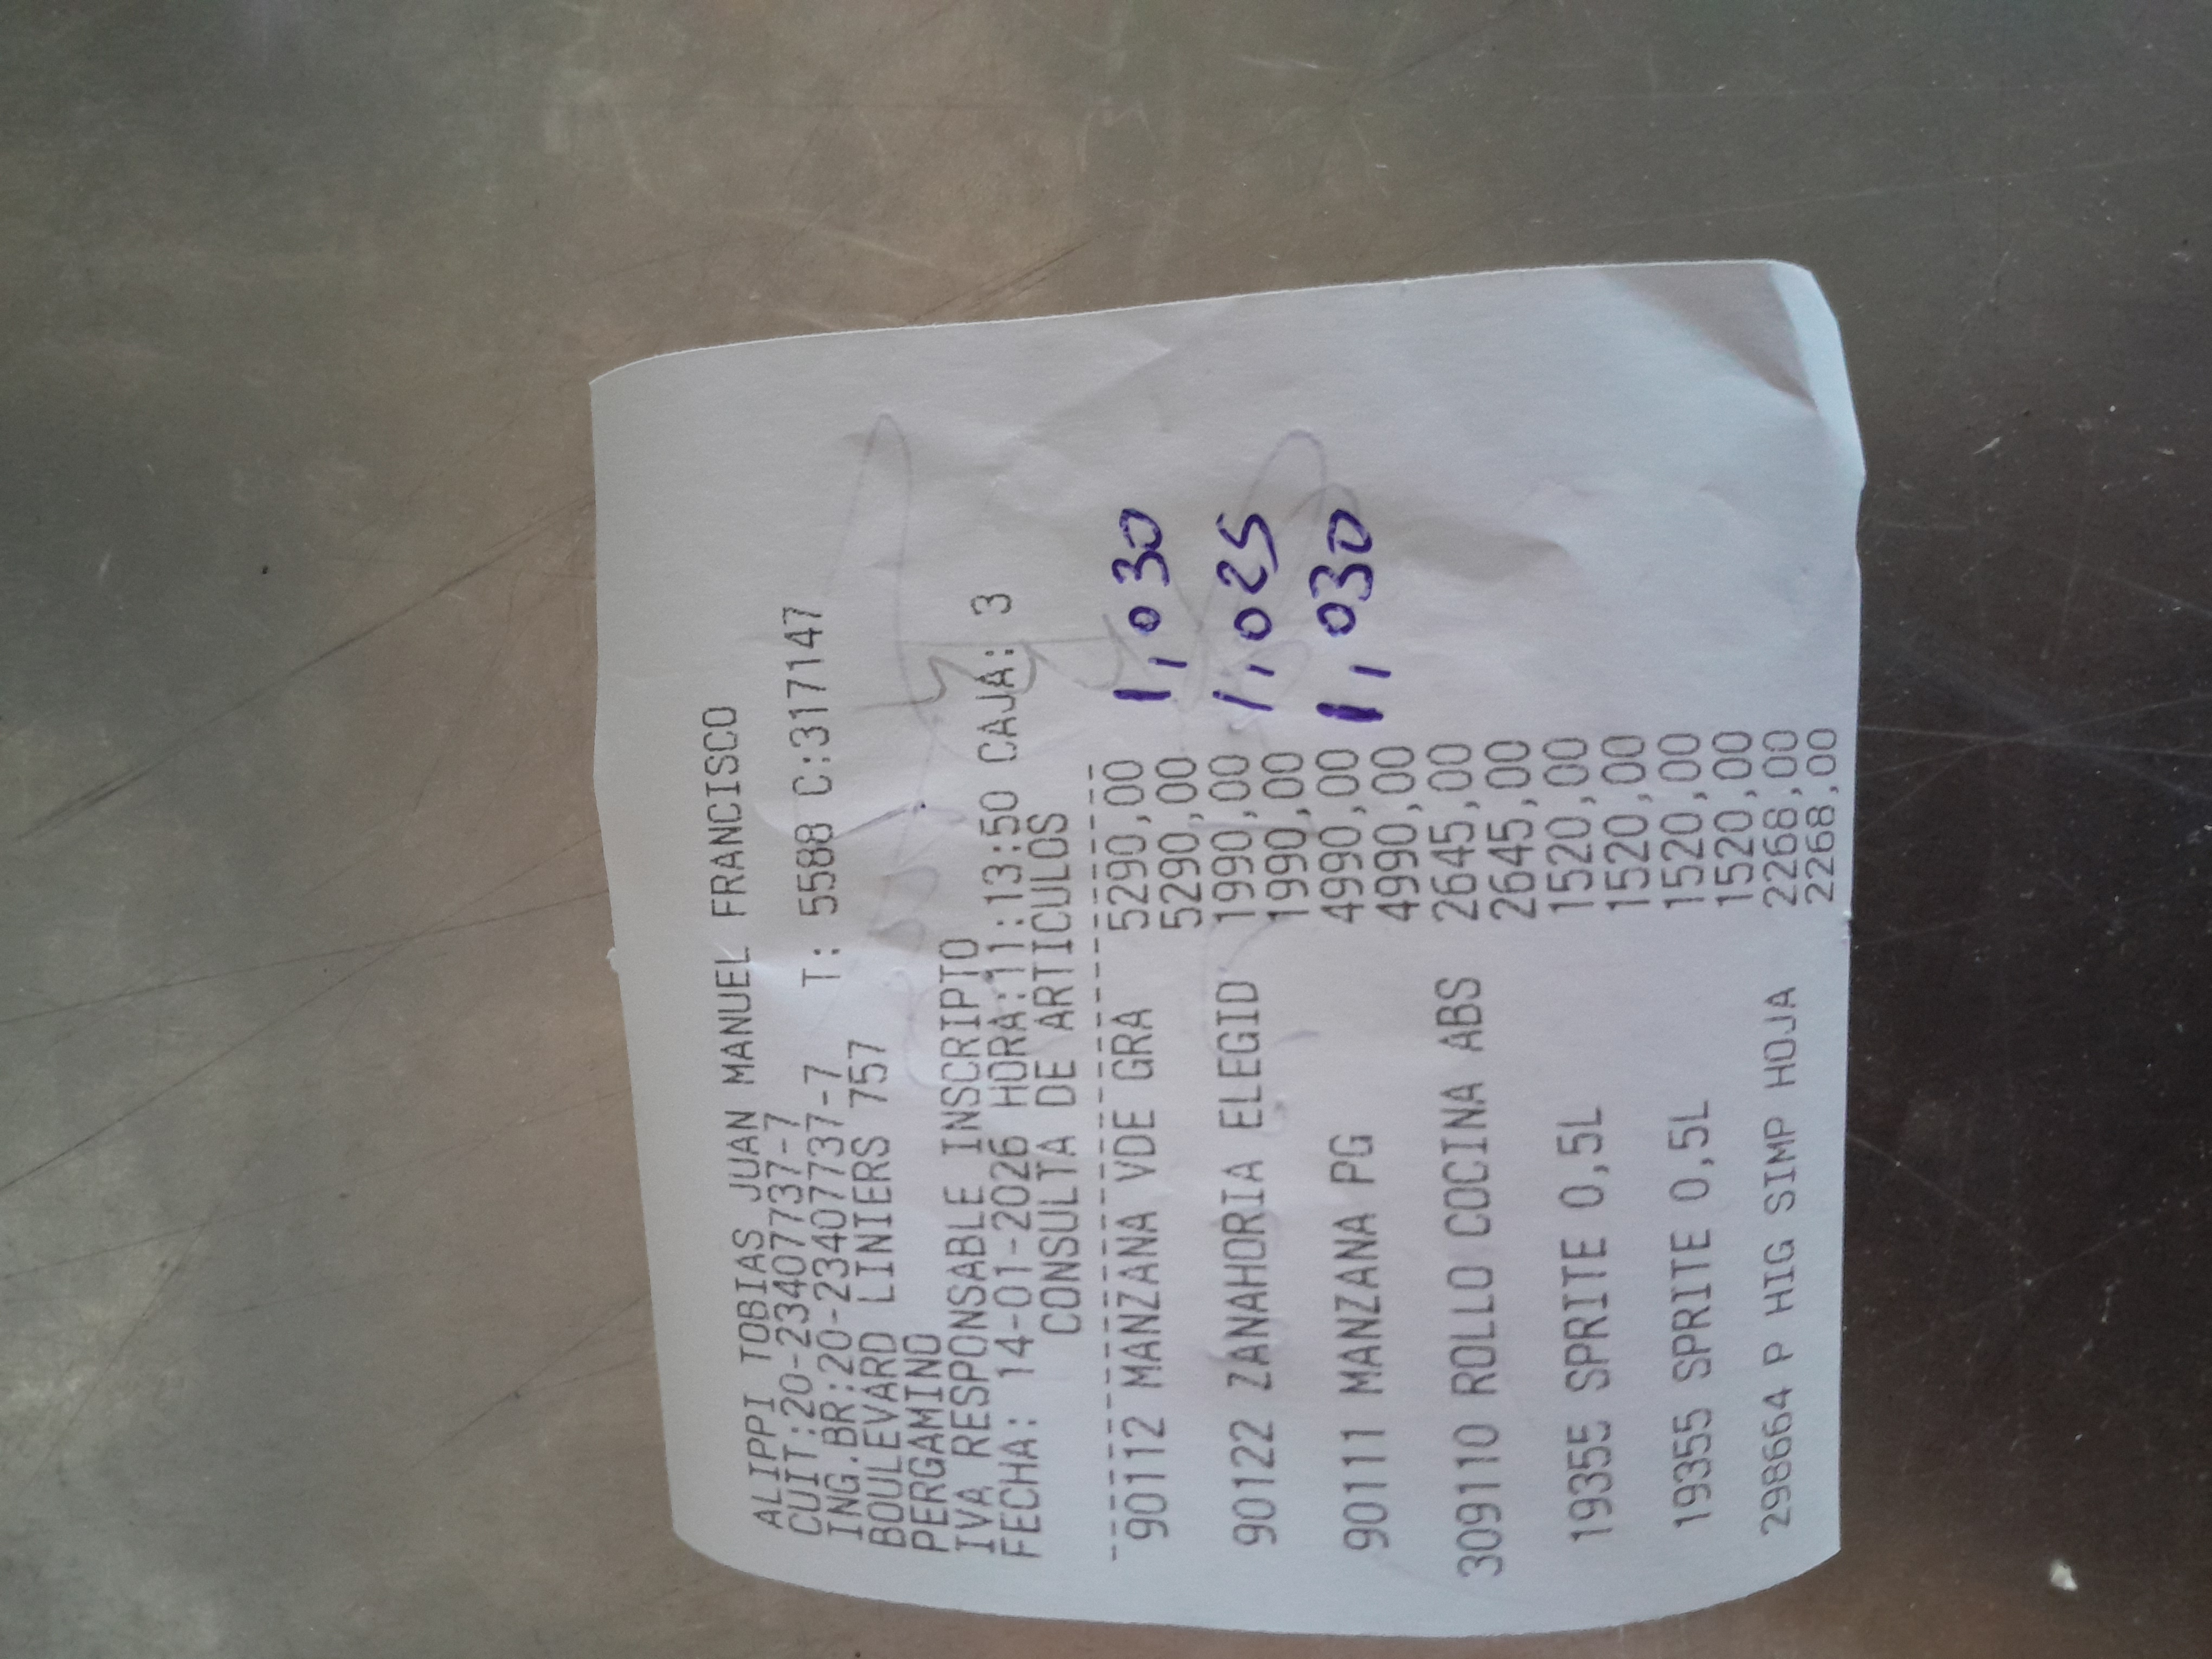 ALIPPI TOBIAS JUAN MANUEL FRANCISCO
CUIT:20-23407737-7
ING.BR:20-23407737-7 T: 5588 C:317147
BOULEVARD LINIERS 757
PERGAMINO
IVA RESPONSABLE INSCRIPTO
FECHA: 14-01-2026 HORA:11:13:50 CAJA: 3
CONSULTA DE ARTICULOS
90112 MANZANA VDE GRA 5290,00 1,030
5290,00
90122 ZANAHORIA ELEGID 1990,00 1,025
1990,00
90111 MANZANA PG 4990,00 1,030
4990,00
309110 ROLLO COCINA ABS 2645,00
2645,00
19355 SPRITE 0,5L 1520,00
1520,00
19355 SPRITE 0,5L 1520,00
1520,00
298664 P HIG SIMP HOJA 2268,00
2268,00